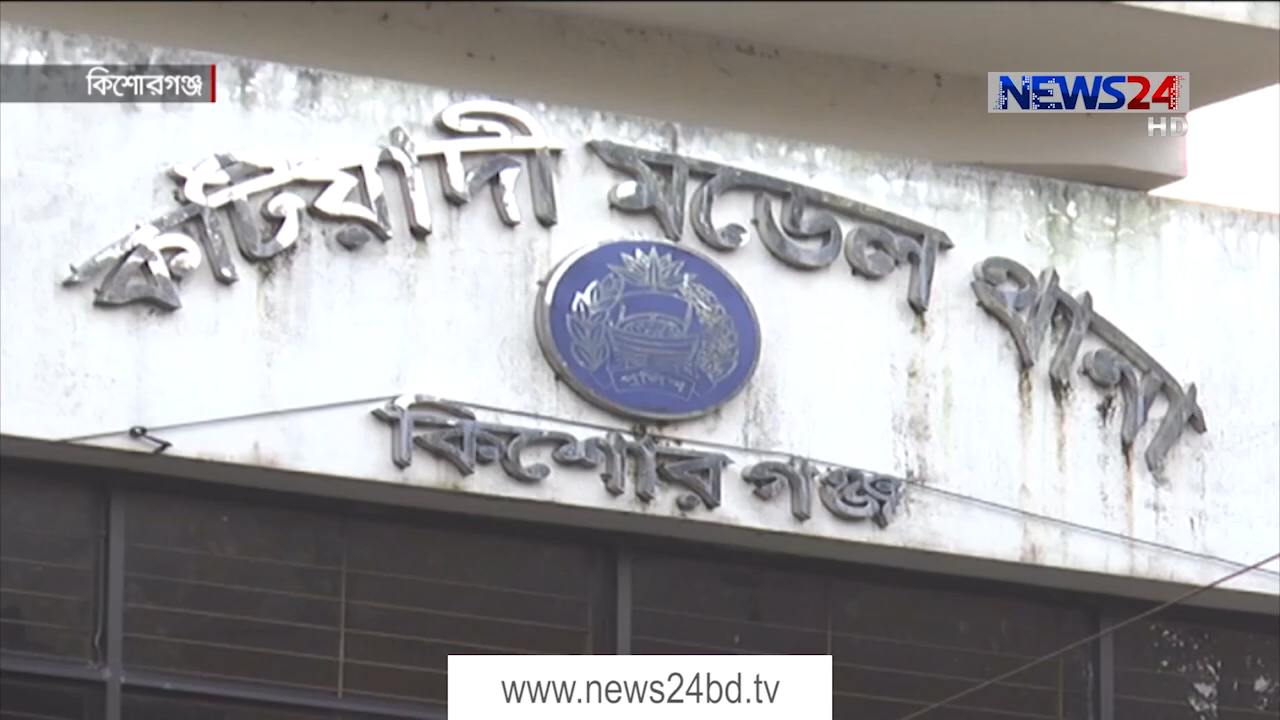 কিশোরগঞ্জ
NEWS24
HD
কটিয়াদী মডেল থানা
পুলিশ
কিশোরগঞ্জ
www.news24bd.tv